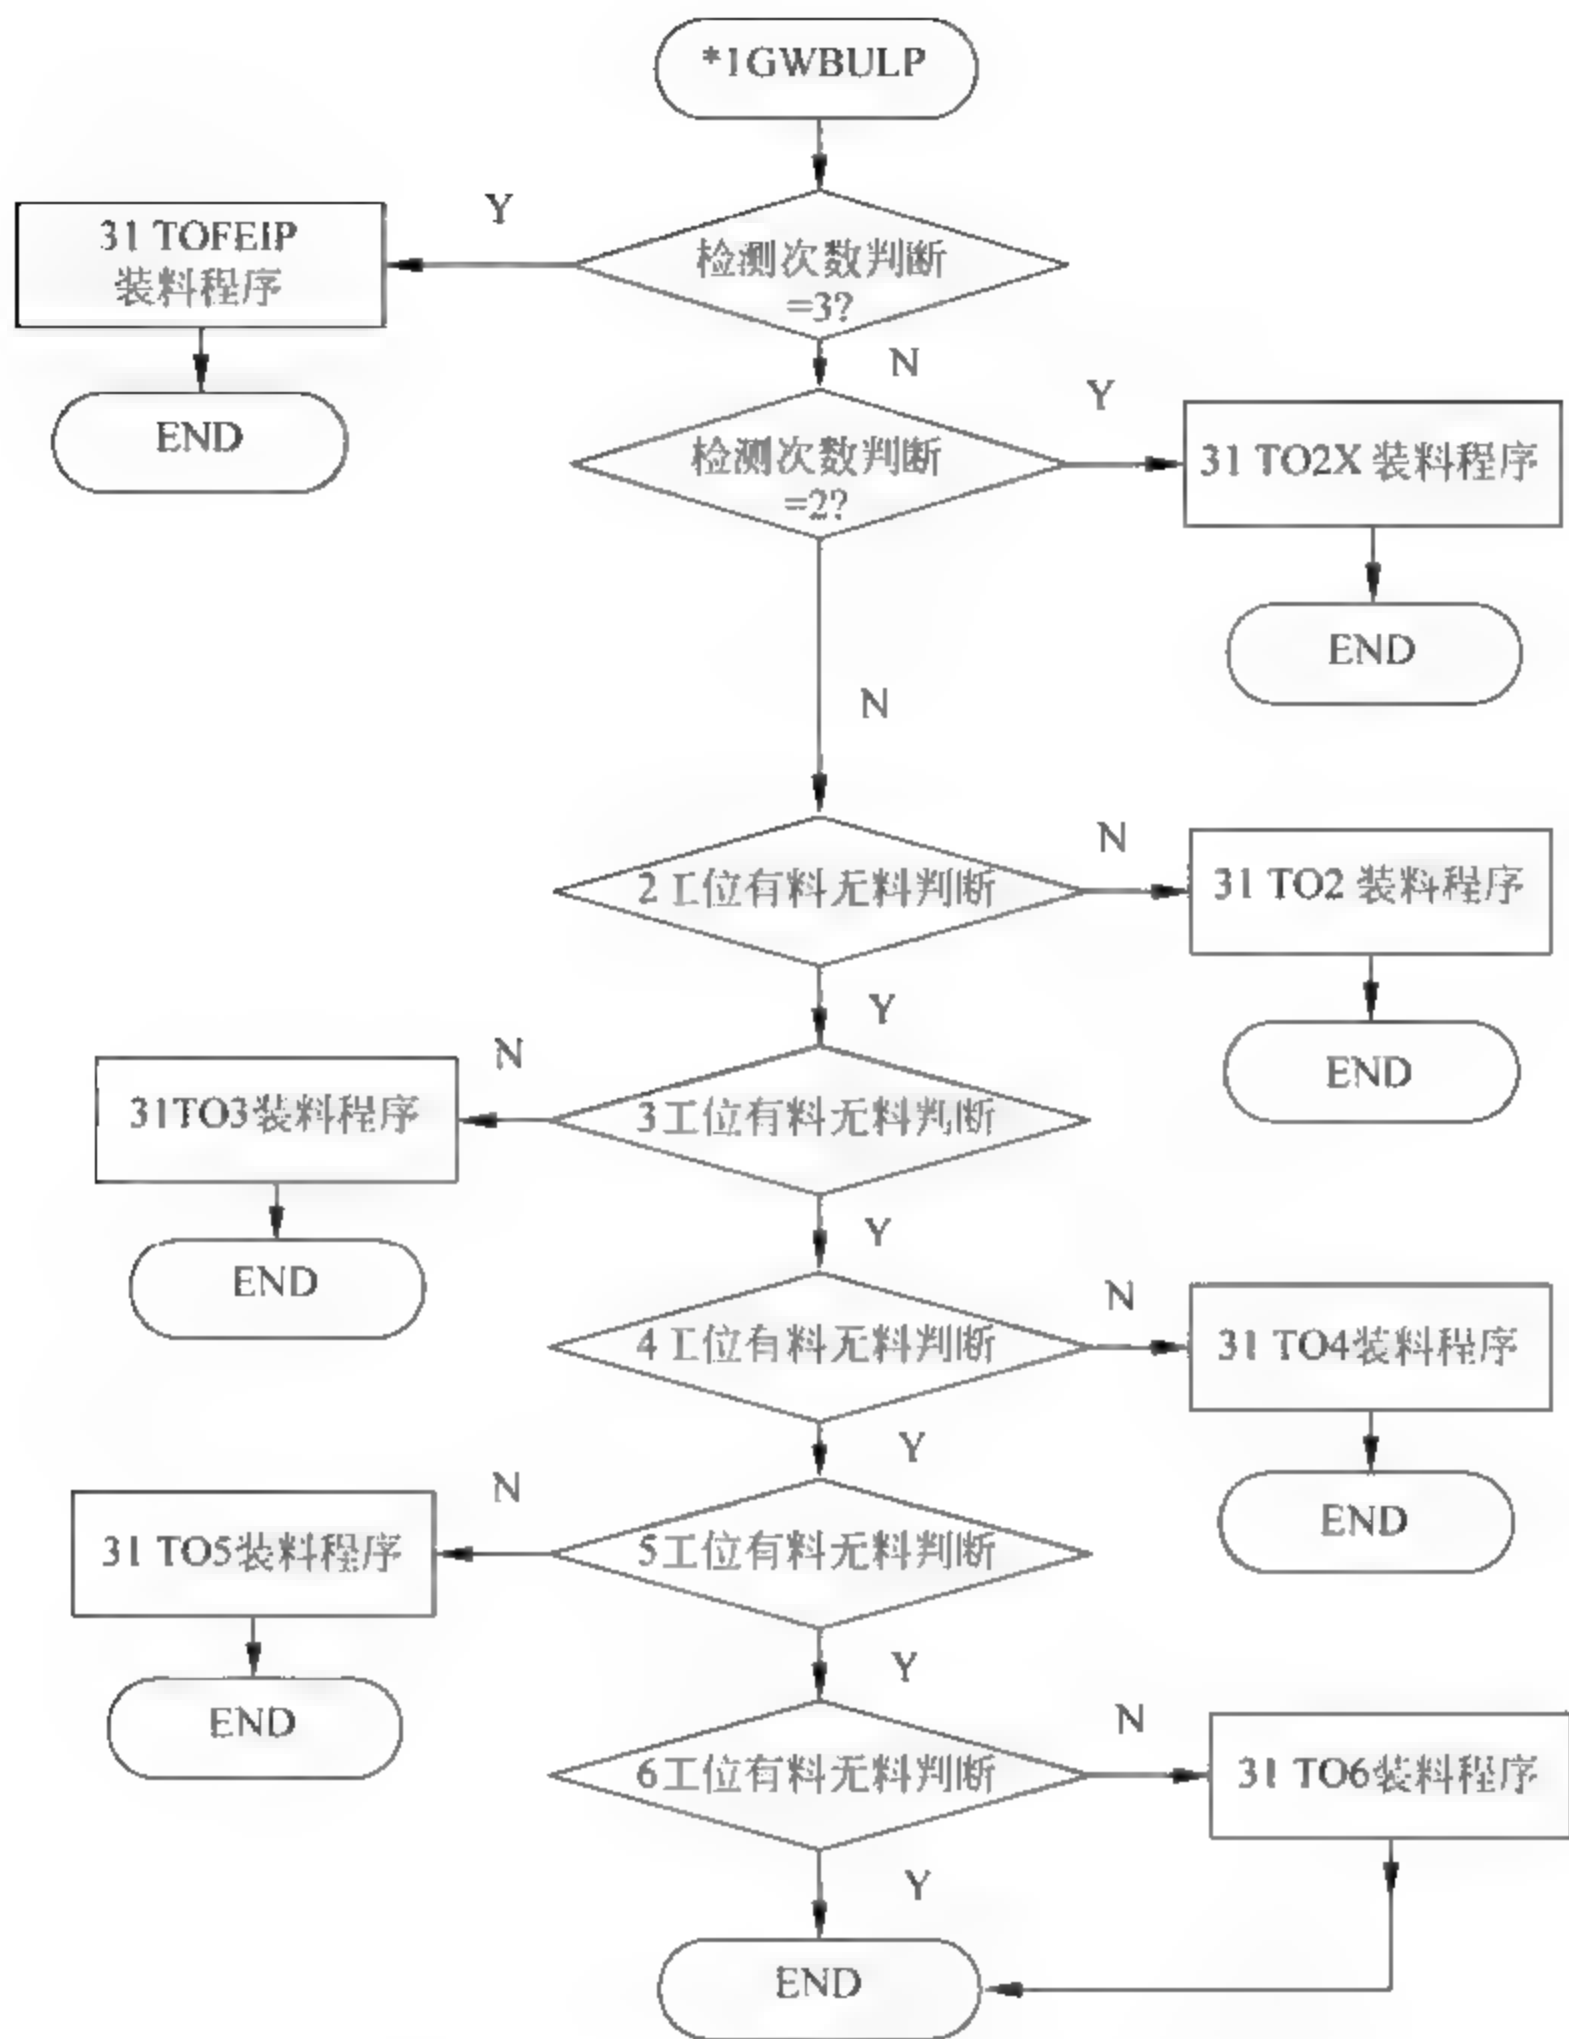 *1GWBULP
Y
31 TOFEIP
装料程序
检测次数判断
=3?
N
END
Y
检测次数判断
=2?
31 TO2X 装料程序
END
N
N
2工位有料无料判断
31 TO2 装料程序
Y
END
N
31TO3装料程序
3工位有料无料判断
Y
END
N
4工位有料无料判断
31 TO4装料程序
Y
END
N
31 TO5装料程序
5工位有料无料判断
Y
END
N
6工位有料无料判断
31 TO6装料程序
Y
END